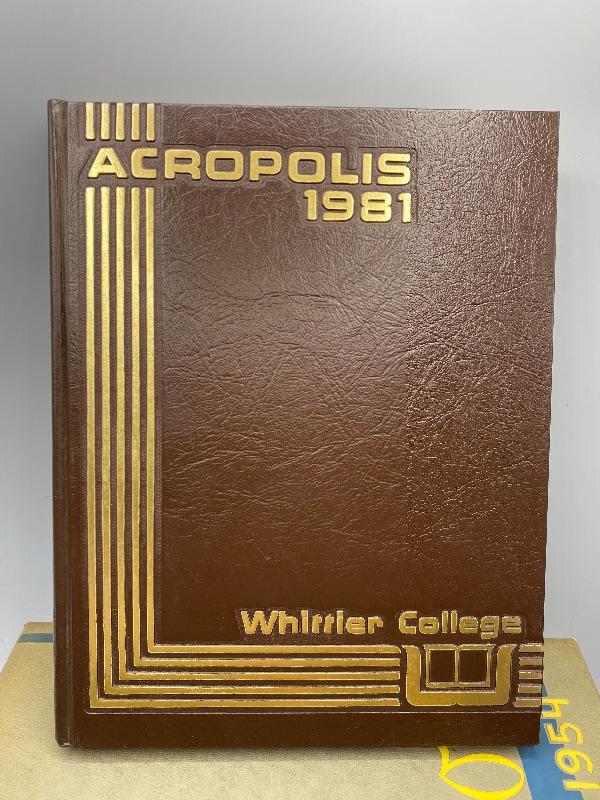 ACROPOLIS
1981
Whittier College
1954